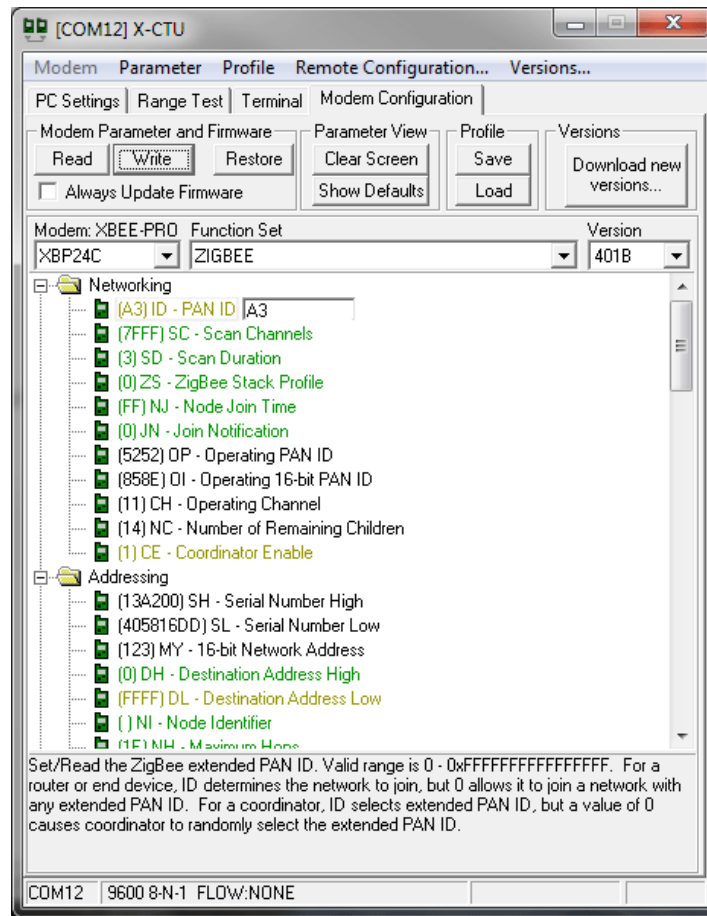 [COM12] X-CTU
Modem Parameter Profile Remote Configuration... Versions...
PC Settings Range Test Terminal Modem Configuration
Modem Parameter and Firmware Parameter View Profile Versions
Read Write Restore Clear Screen Save Download new versions...
Always Update Firmware Show Defaults Load
Modem: XBEE-PRO Function Set Version
XBP24C ZIGBEE 401B
Networking
(A3) ID - PAN ID A3
(7FFF) SC - Scan Channels
(3) SD - Scan Duration
(0) ZS - ZigBee Stack Profile
(FF) NJ - Node Join Time
(0) JN - Join Notification
(5252) OP - Operating PAN ID
(858E) OI - Operating 16-bit PAN ID
(11) CH - Operating Channel
(14) NC - Number of Remaining Children
(1) CE - Coordinator Enable
Addressing
(13A200) SH - Serial Number High
(405816DD) SL - Serial Number Low
(123) MY - 16-bit Network Address
(0) DH - Destination Address High
(FFFF) DL - Destination Address Low
( ) NI - Node Identifier
(1E) NH - Maximum Hops
Set/Read the ZigBee extended PAN ID. Valid range is 0 - 0xFFFFFFFFFFFFFFFF. For a
router or end device, ID determines the network to join, but 0 allows it to join a network with
any extended PAN ID. For a coordinator, ID selects extended PAN ID, but a value of 0
causes coordinator to randomly select the extended PAN ID.
COM12 9600 8-N-1 FLOW:NONE